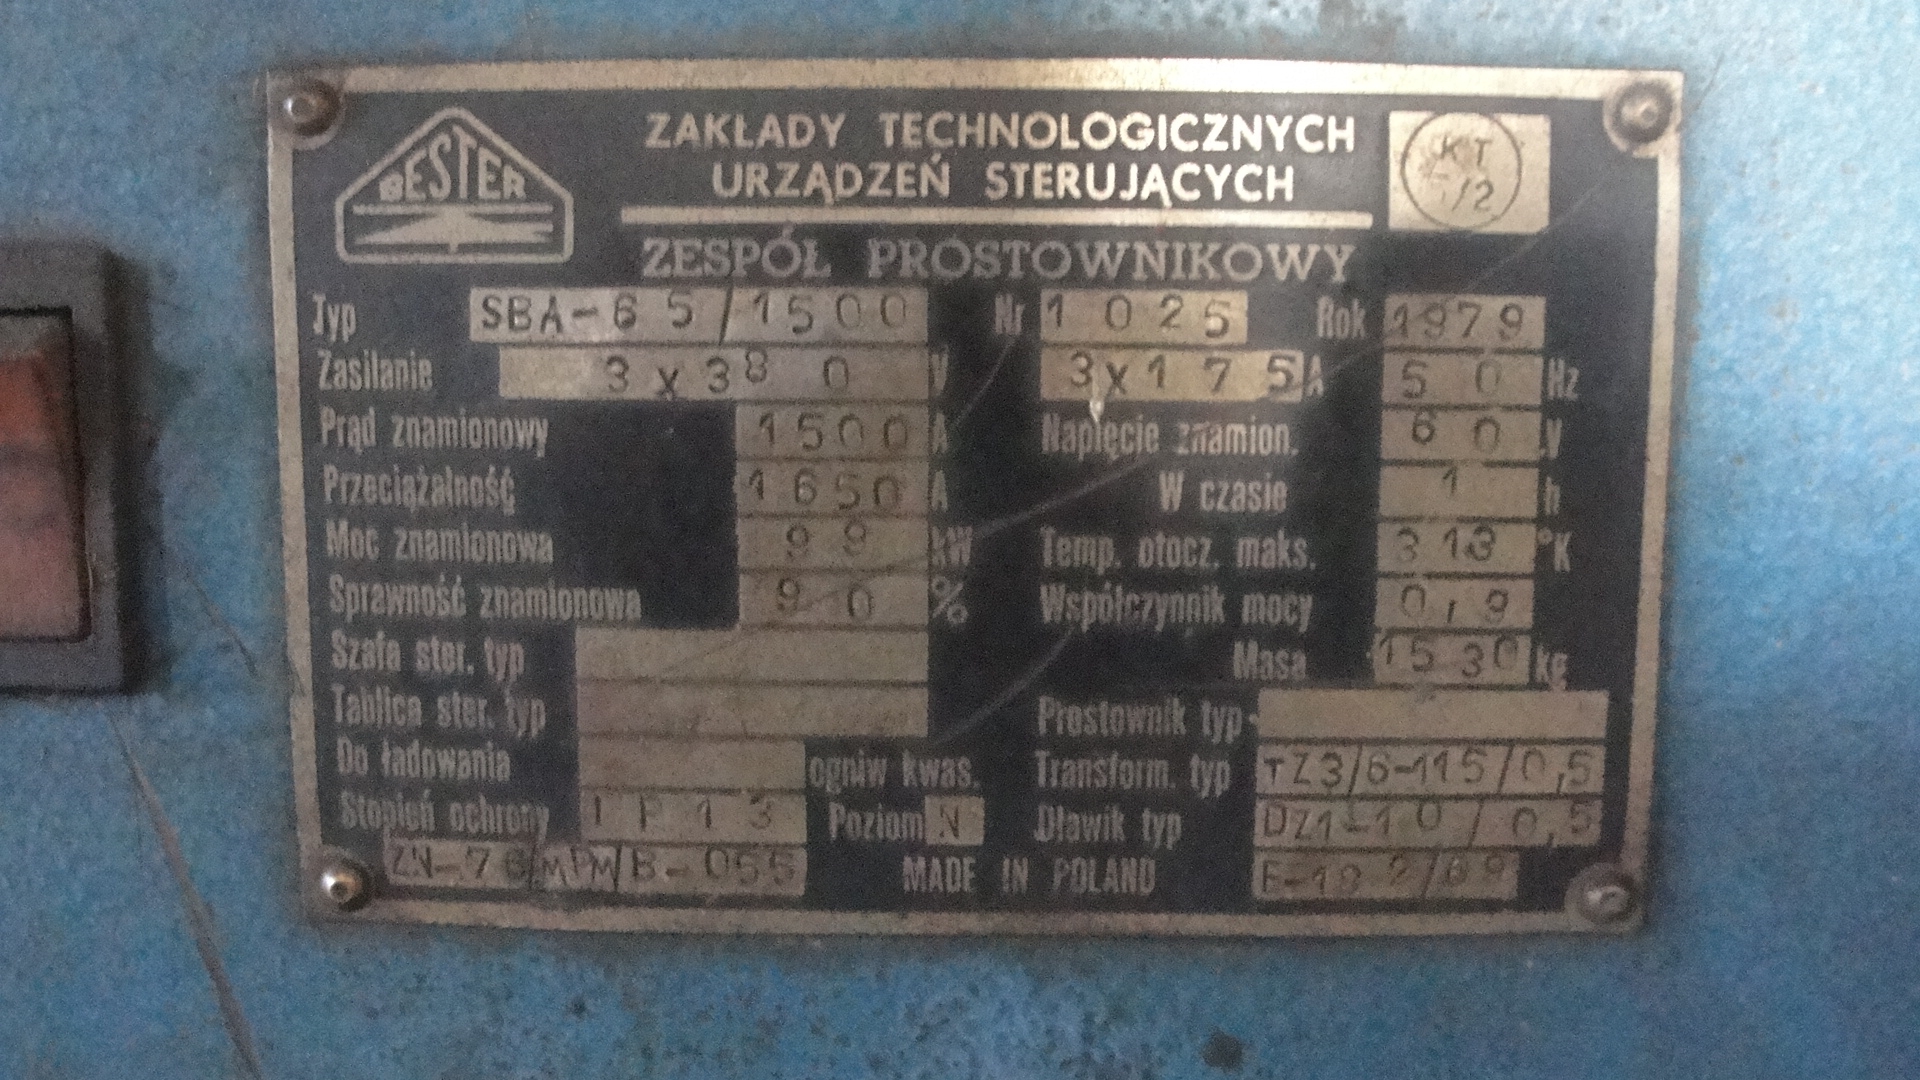 BESTER
ZAKŁADY TECHNOLOGICZNYCH
URZĄDZEŃ STERUJĄCYCH
KT
1/2
ZESPÓŁ PROSTOWNIKOWY
Typ SBA-65/1500 Nr 1025 Rok 1979
Zasilanie 3x380 V 3x175 A 50 Hz
Prąd znamionowy 1500 A Napięcie znamion. 60 V
Przeciążalność 1650 A W czasie 1 h
Moc znamionowa 99 kW Temp. otocz. maks. 313 °K
Sprawność znamionowa 90 % Współczynnik mocy 0,9
Szafa ster. typ Masa 1530 kg
Tablica ster. typ Prostownik typ
Do ładowania ogniw kwas. Transform. typ TZ3/6-115/0,5
Stopień ochrony IP13 Poziom N Dławik typ DZ1-10/0,5
ZN-76/MPM/B-055 MADE IN POLAND